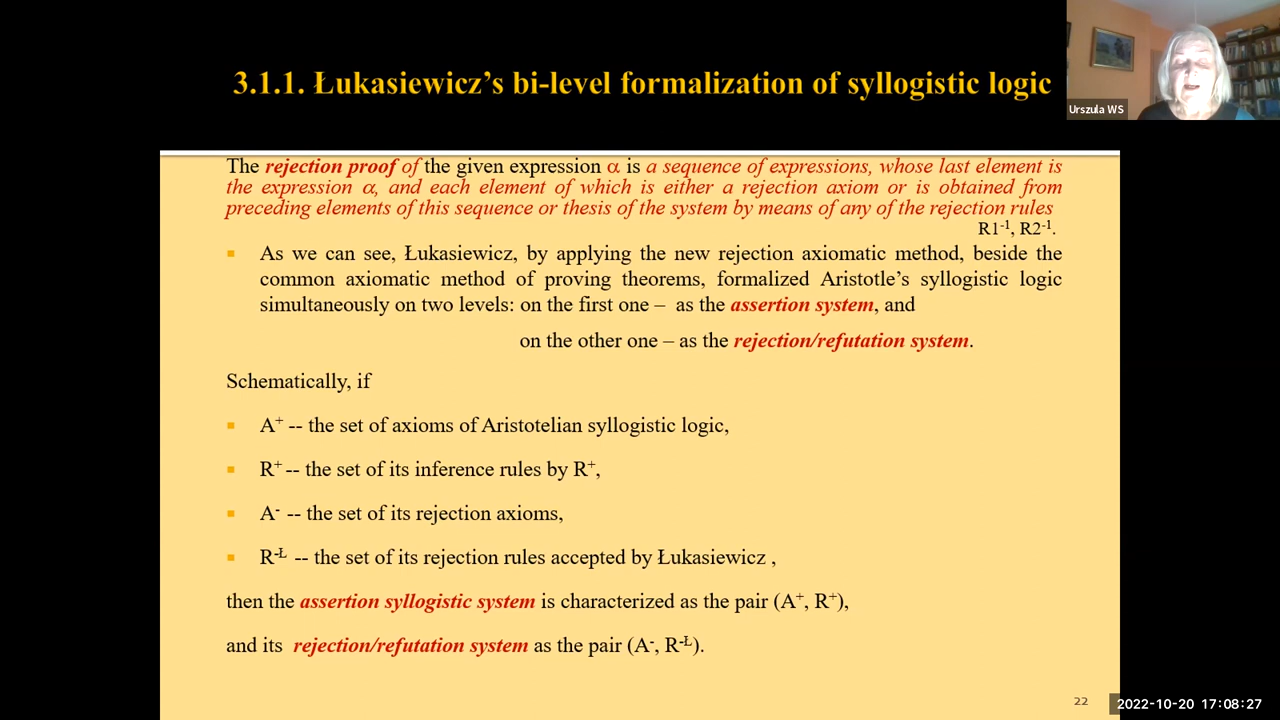 3.1.1. Łukasiewicz's bi-level formalization of syllogistic logic
Urszula WS
The rejection proof of the given expression α is a sequence of expressions, whose last element is
the expression α, and each element of which is either a rejection axiom or is obtained from
preceding elements of this sequence or thesis of the system by means of any of the rejection rules
R1⁻¹, R2⁻¹.
As we can see, Łukasiewicz, by applying the new rejection axiomatic method, beside the
common axiomatic method of proving theorems, formalized Aristotle's syllogistic logic
simultaneously on two levels: on the first one – as the assertion system, and
on the other one – as the rejection/refutation system.
Schematically, if
A⁺ -- the set of axioms of Aristotelian syllogistic logic,
R⁺ -- the set of its inference rules by R⁺,
A⁻ -- the set of its rejection axioms,
R⁻Ł -- the set of its rejection rules accepted by Łukasiewicz ,
then the assertion syllogistic system is characterized as the pair (A⁺, R⁺),
and its rejection/refutation system as the pair (A⁻, R⁻Ł).
22
2022-10-20 17:08:27